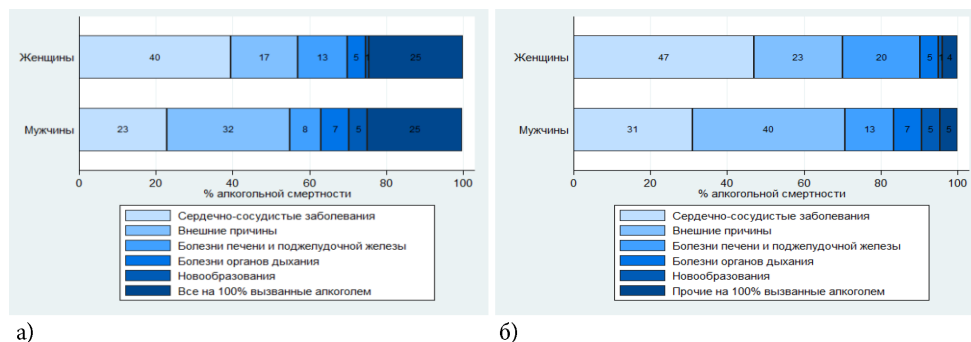 Женщины 40 17 13 5 1 25
Мужчины 23 32 8 7 5 25
0 20 40 60 80 100
% алкогольной смертности
Сердечно-сосудистые заболевания
Внешние причины
Болезни печени и поджелудочной железы
Болезни органов дыхания
Новообразования
Все на 100% вызванные алкоголем
а)
Женщины 47 23 20 5 1 4
Мужчины 31 40 13 7 5 5
0 20 40 60 80 100
% алкогольной смертности
Сердечно-сосудистые заболевания
Внешние причины
Болезни печени и поджелудочной железы
Болезни органов дыхания
Новообразования
Прочие на 100% вызванные алкоголем
б)